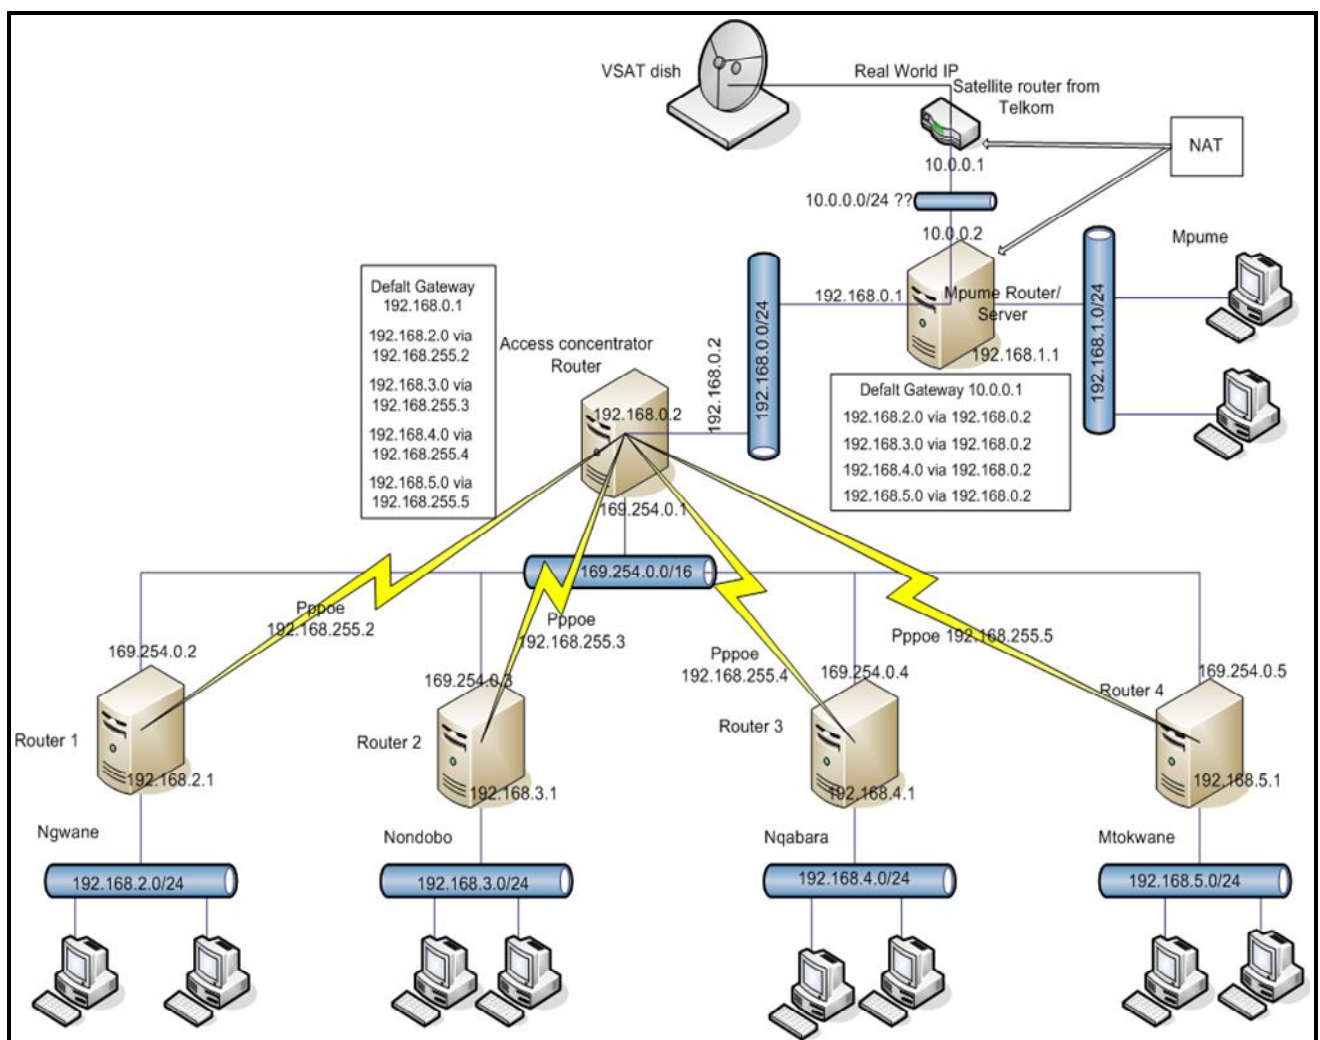 VSAT dish
Real World IP
Satellite router from
Telkom
NAT
10.0.0.1
10.0.0.0/24 ??
10.0.0.2
Mpume
192.168.0.1
Mpume Router/
Server
192.168.1.1
192.168.1.0/24
192.168.0.0/24
192.168.0.2
Defalt Gateway
192.168.0.1
192.168.2.0 via
192.168.255.2
192.168.3.0 via
192.168.255.3
192.168.4.0 via
192.168.255.4
192.168.5.0 via
192.168.255.5
Access concentrator
Router
192.168.0.2
169.254.0.1
Defalt Gateway 10.0.0.1
192.168.2.0 via 192.168.0.2
192.168.3.0 via 192.168.0.2
192.168.4.0 via 192.168.0.2
192.168.5.0 via 192.168.0.2
169.254.0.0/16
Pppoe
192.168.255.2
Pppoe
192.168.255.3
Pppoe
192.168.255.4
Pppoe 192.168.255.5
169.254.0.2
169.254.0.3
169.254.0.4
169.254.0.5
Router 1
Router 2
Router 3
Router 4
192.168.2.1
192.168.3.1
192.168.4.1
192.168.5.1
Ngwane
Nondobo
Nqabara
Mtokwane
192.168.2.0/24
192.168.3.0/24
192.168.4.0/24
192.168.5.0/24